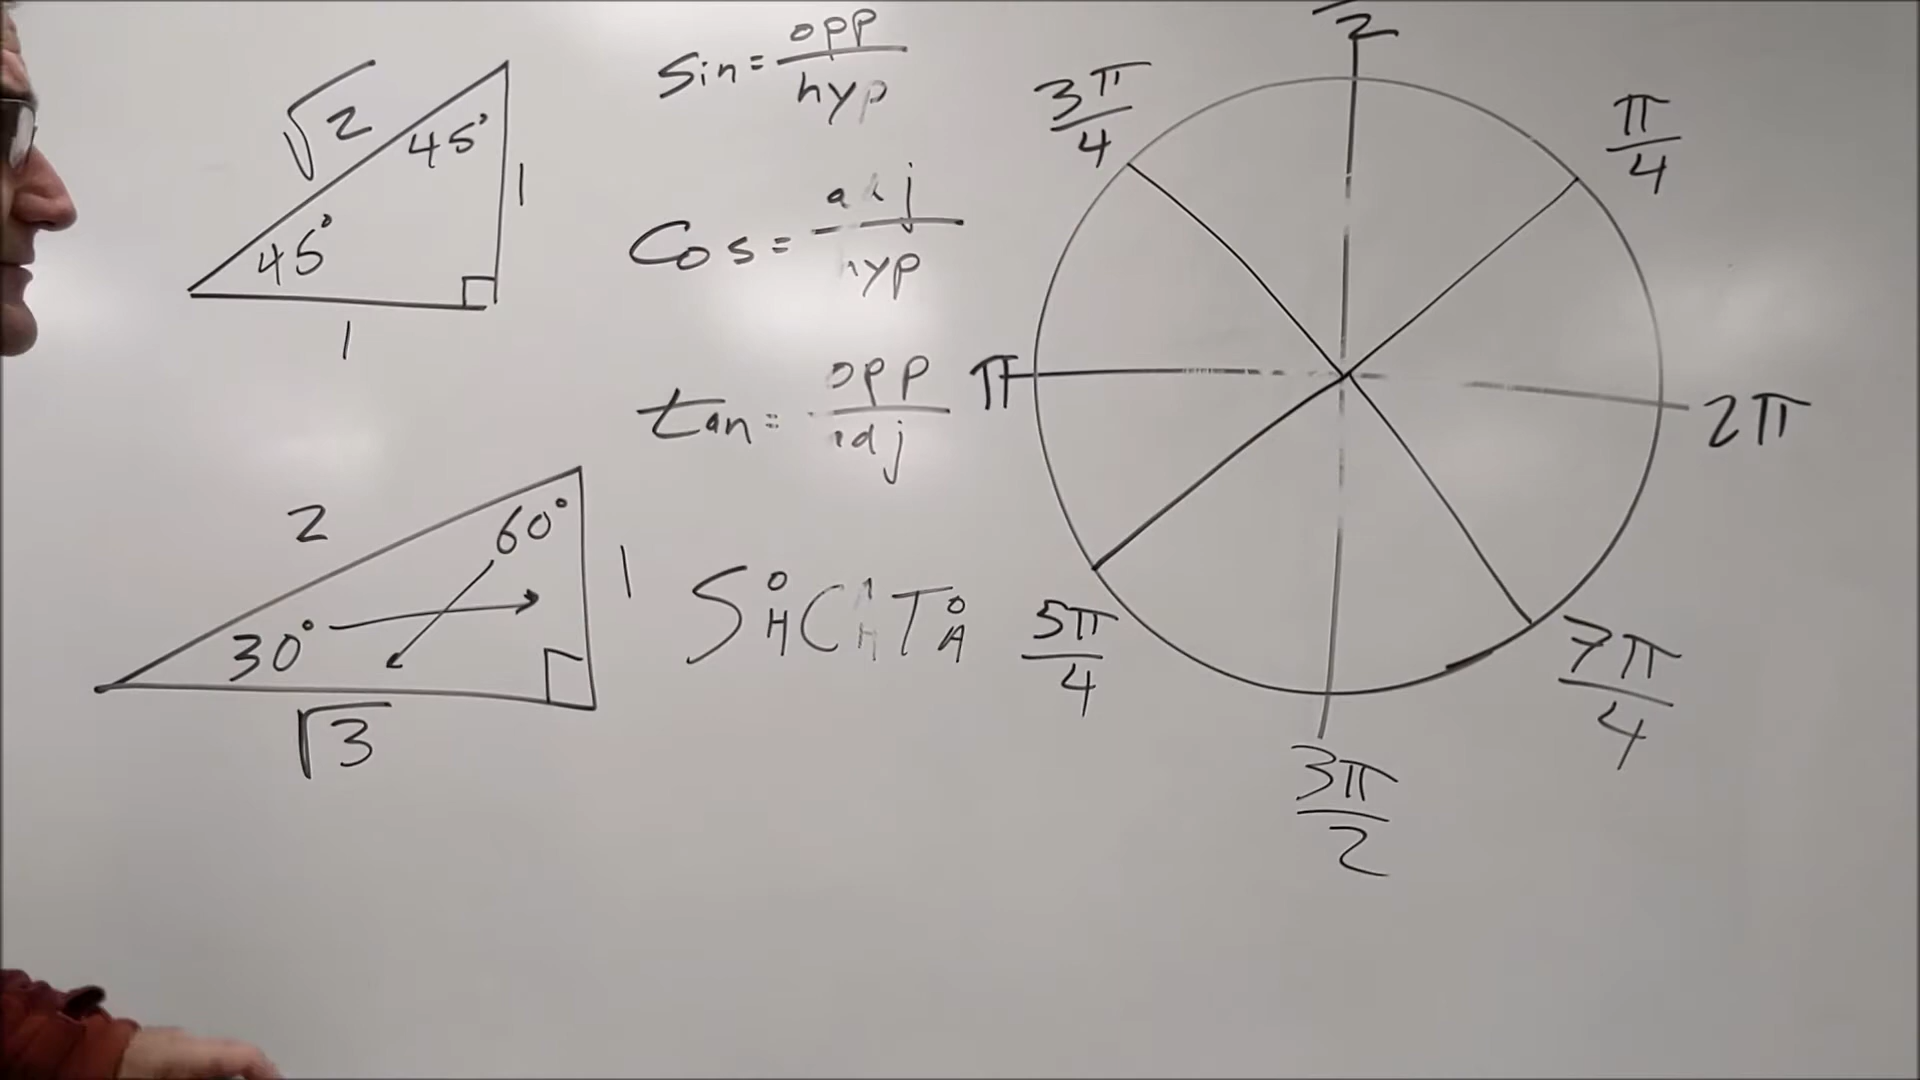 √2
45°
45°
1
1
2
60°
30°
1
√3
Sin = opp/hyp
Cos = adj/hyp
tan = opp/adj
S O/H C A/H T O/A
2
π/4
3π/4
π
2π
5π/4
7π/4
3π/2